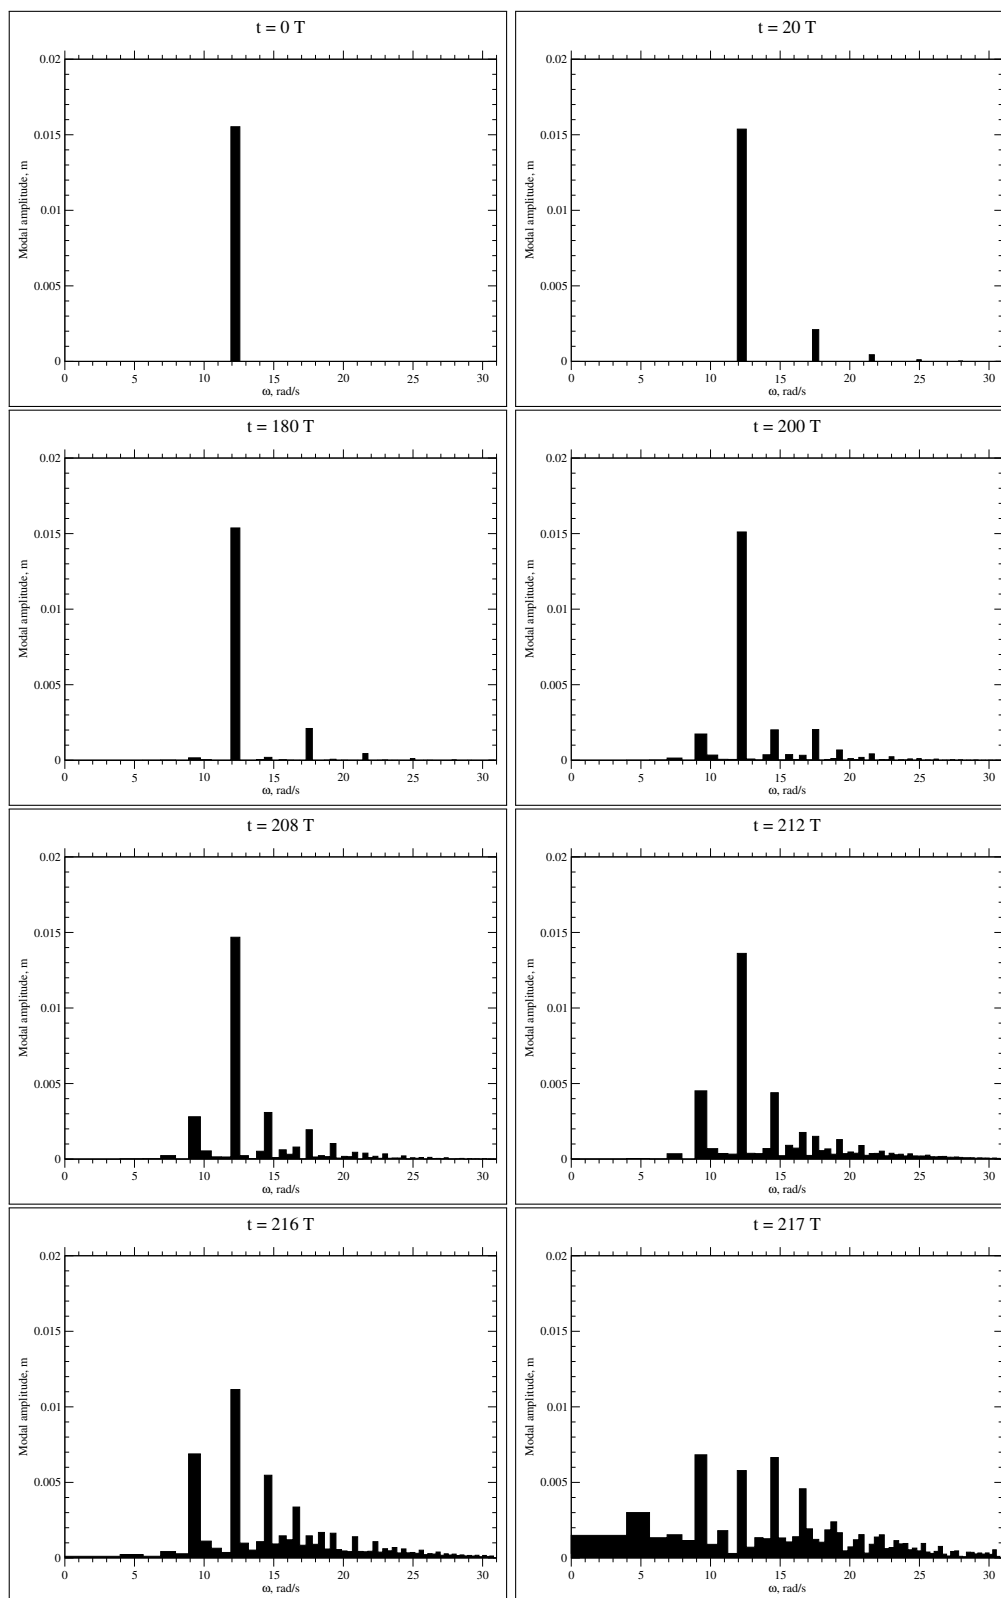 t = 0 T
0.02
0.015
0.01
0.005
0
Modal amplitude, m
0 5 10 15 20 25 30
ω, rad/s
t = 20 T
0.02
0.015
0.01
0.005
0
Modal amplitude, m
0 5 10 15 20 25 30
ω, rad/s
t = 180 T
0.02
0.015
0.01
0.005
0
Modal amplitude, m
0 5 10 15 20 25 30
ω, rad/s
t = 200 T
0.02
0.015
0.01
0.005
0
Modal amplitude, m
0 5 10 15 20 25 30
ω, rad/s
t = 208 T
0.02
0.015
0.01
0.005
0
Modal amplitude, m
0 5 10 15 20 25 30
ω, rad/s
t = 212 T
0.02
0.015
0.01
0.005
0
Modal amplitude, m
0 5 10 15 20 25 30
ω, rad/s
t = 216 T
0.02
0.015
0.01
0.005
0
Modal amplitude, m
0 5 10 15 20 25 30
ω, rad/s
t = 217 T
0.02
0.015
0.01
0.005
0
Modal amplitude, m
0 5 10 15 20 25 30
ω, rad/s